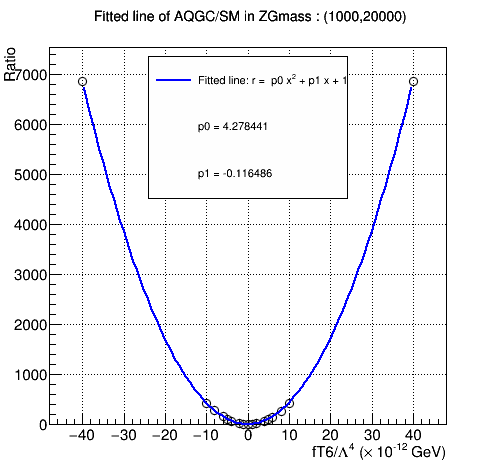 Fitted line of AQGC/SM in ZGmass : (1000,20000)
Ratio
7000
6000
5000
4000
3000
2000
1000
0
Fitted line: r = p0 x² + p1 x + 1
p0 = 4.278441
p1 = -0.116486
−40 −30 −20 −10 0 10 20 30 40
fT6/Λ⁴ (× 10⁻¹² GeV)